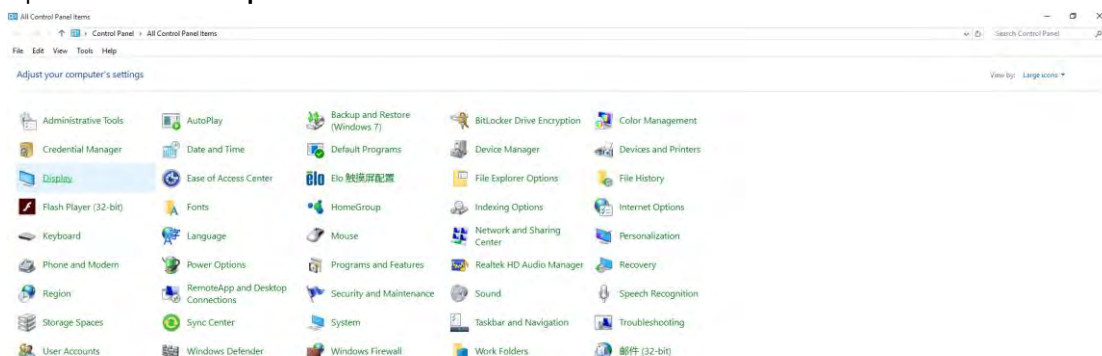 All Control Panel Items
Control Panel › All Control Panel Items
Search Control Panel
File Edit View Tools Help
Adjust your computer's settings
View by: Large icons
Administrative Tools
AutoPlay
Backup and Restore
(Windows 7)
BitLocker Drive Encryption
Color Management
Credential Manager
Date and Time
Default Programs
Device Manager
Devices and Printers
Display
Ease of Access Center
elo
Elo 触摸屏配置
File Explorer Options
File History
Flash Player (32-bit)
Fonts
HomeGroup
Indexing Options
Internet Options
Keyboard
Language
Mouse
Network and Sharing
Center
Personalization
Phone and Modem
Power Options
Programs and Features
Realtek HD Audio Manager
Recovery
Region
RemoteApp and Desktop
Connections
Security and Maintenance
Sound
Speech Recognition
Storage Spaces
Sync Center
System
Taskbar and Navigation
Troubleshooting
User Accounts
Windows Defender
Windows Firewall
Work Folders
邮件 (32-bit)